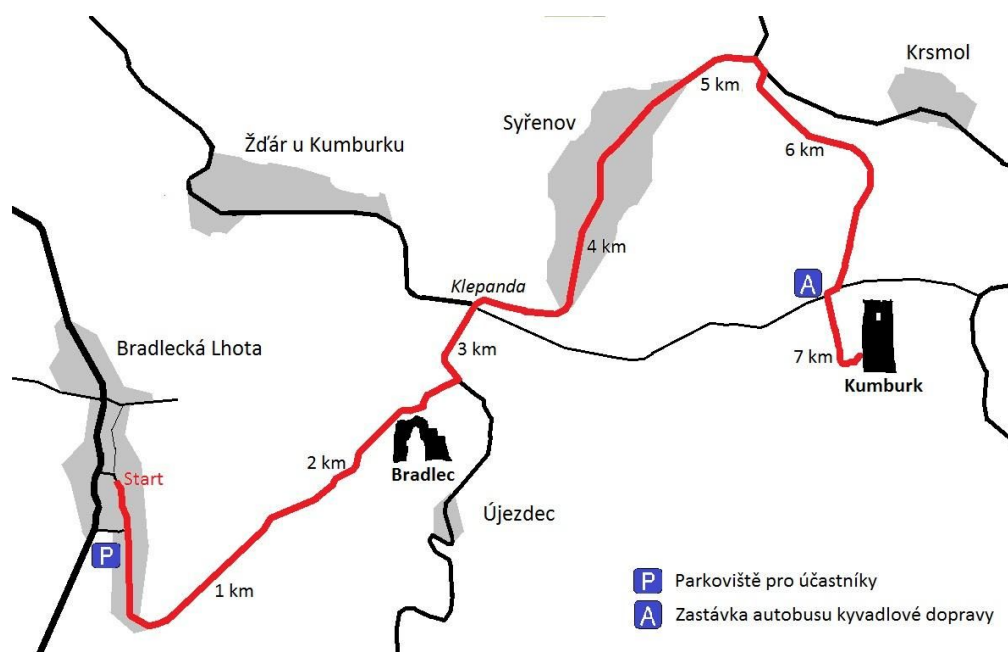 Krsmol
5 km
Syřenov
Žďár u Kumburku
6 km
4 km
Klepanda
A
Bradlecká Lhota
3 km
7 km
Kumburk
2 km
Bradlec
Start
Újezdec
P
1 km
P Parkoviště pro účastníky
A Zastávka autobusu kyvadlové dopravy